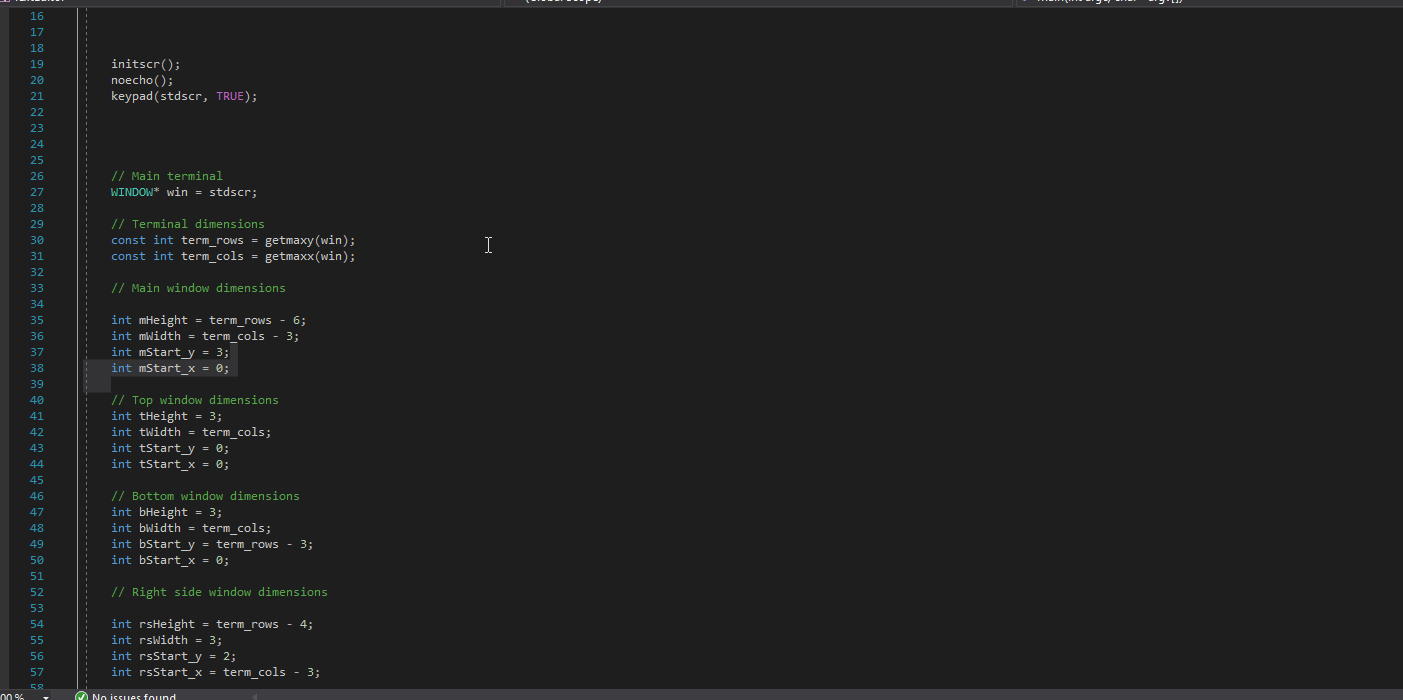 16
17
18
19 initscr();
20 noecho();
21 keypad(stdscr, TRUE);
22
23
24
25
26 // Main terminal
27 WINDOW* win = stdscr;
28
29 // Terminal dimensions
30 const int term_rows = getmaxy(win);
31 const int term_cols = getmaxx(win);
32
33 // Main window dimensions
34
35 int mHeight = term_rows - 6;
36 int mWidth = term_cols - 3;
37 int mStart_y = 3;
38 int mStart_x = 0;
39
40 // Top window dimensions
41 int tHeight = 3;
42 int tWidth = term_cols;
43 int tStart_y = 0;
44 int tStart_x = 0;
45
46 // Bottom window dimensions
47 int bHeight = 3;
48 int bWidth = term_cols;
49 int bStart_y = term_rows - 3;
50 int bStart_x = 0;
51
52 // Right side window dimensions
53
54 int rsHeight = term_rows - 4;
55 int rsWidth = 3;
56 int rsStart_y = 2;
57 int rsStart_x = term_cols - 3;
58
00 % No issues found